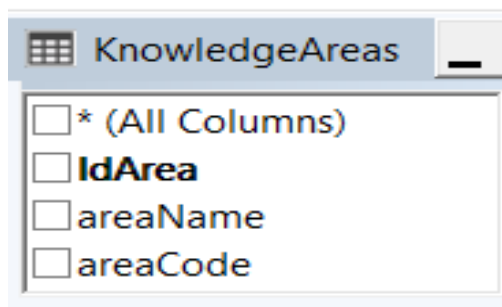 KnowledgeAreas
* (All Columns)
IdArea
areaName
areaCode